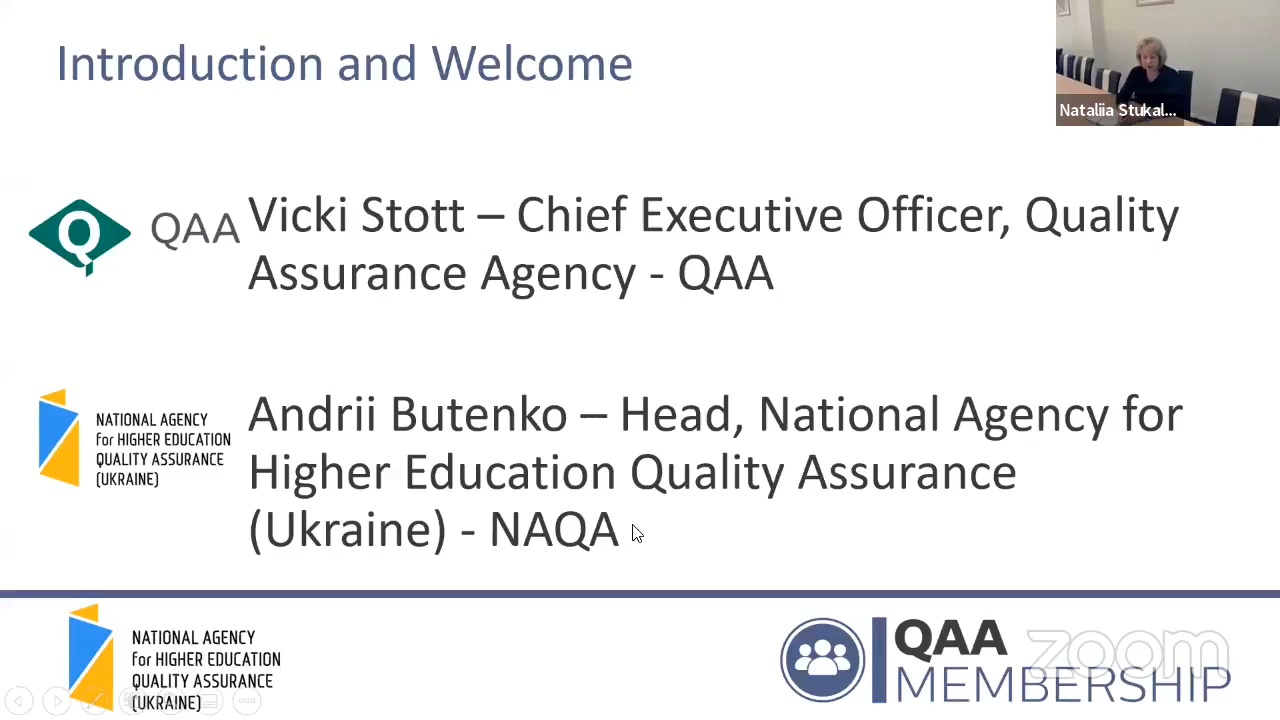 Introduction and Welcome
Nataliia Stukal...
QAA
Vicki Stott – Chief Executive Officer, Quality
Assurance Agency - QAA
NATIONAL AGENCY
for HIGHER EDUCATION
QUALITY ASSURANCE
(UKRAINE)
Andrii Butenko – Head, National Agency for
Higher Education Quality Assurance
(Ukraine) - NAQA
NATIONAL AGENCY
for HIGHER EDUCATION
QUALITY ASSURANCE
(UKRAINE)
QAA
MEMBERSHIP
zoom